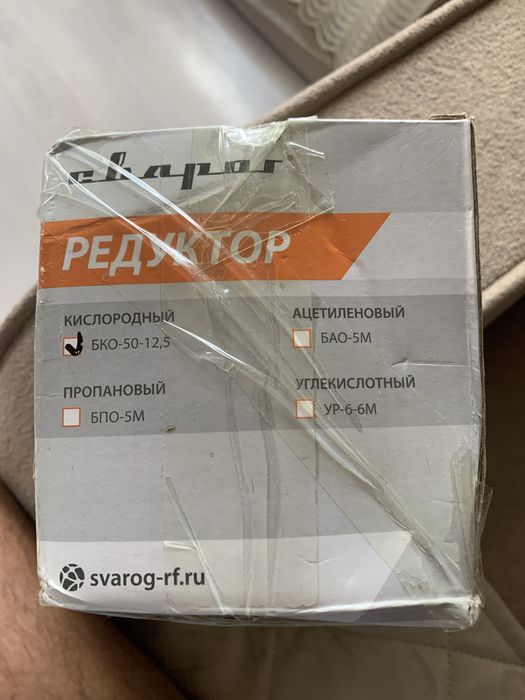 сварог®
РЕДУКТОР
КИСЛОРОДНЫЙ
БКО-50-12,5
ПРОПАНОВЫЙ
БПО-5М
АЦЕТИЛЕНОВЫЙ
БАО-5М
УГЛЕКИСЛОТНЫЙ
УР-6-6М
svarog-rf.ru